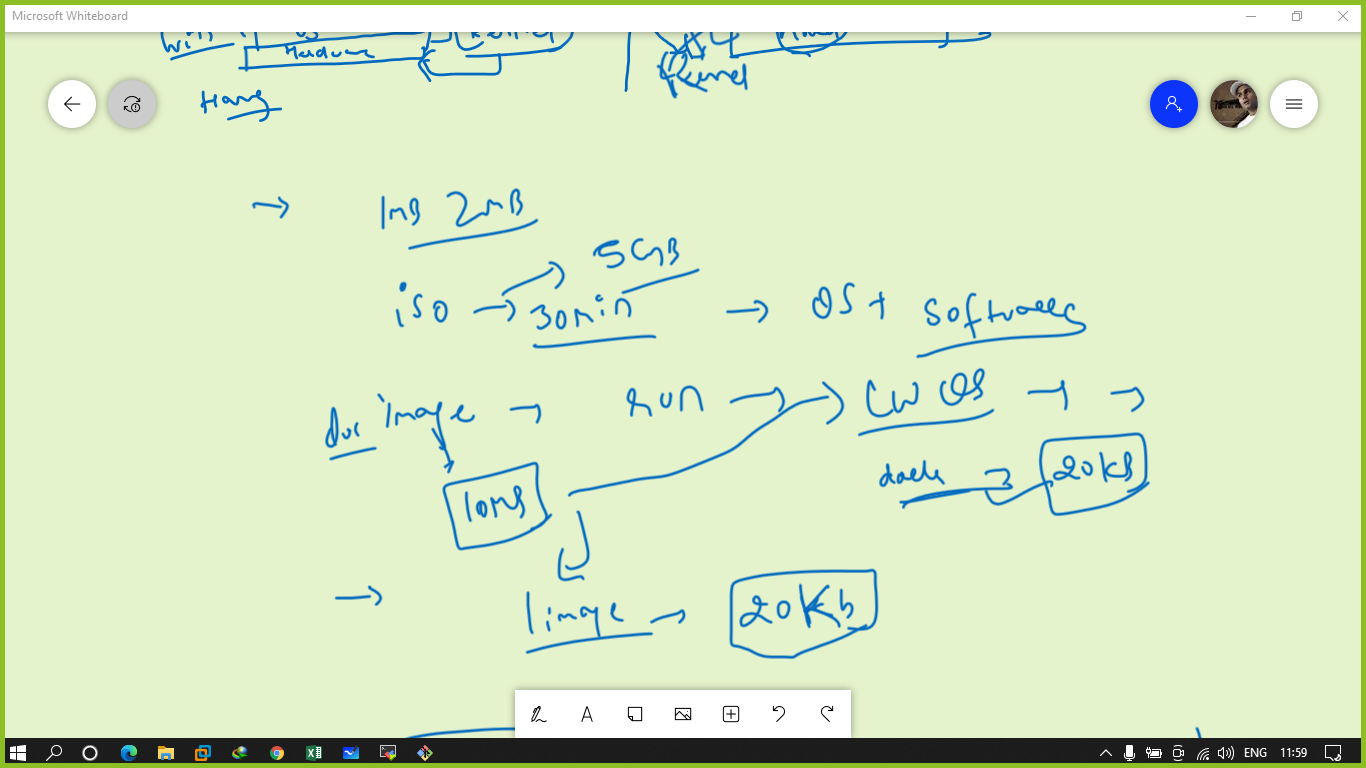 Microsoft Whiteboard
Hardware
Kernel
Hang
→ 1MB 2MB
5GB
iso → 30min → OS + Softwares
image → run → CW OS → →
10MB
20KB
→ 1 image → 20Kb
A
ENG 11:59